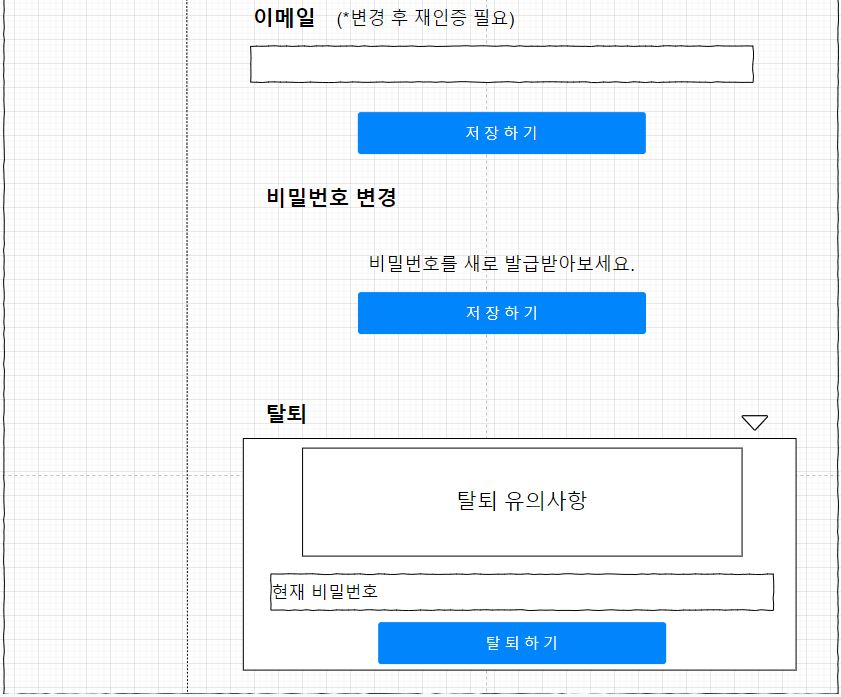 이메일 (*변경 후 재인증 필요)
저장하기
비밀번호 변경
비밀번호를 새로 발급받아보세요.
저장하기
탈퇴
탈퇴 유의사항
현재 비밀번호
탈퇴하기